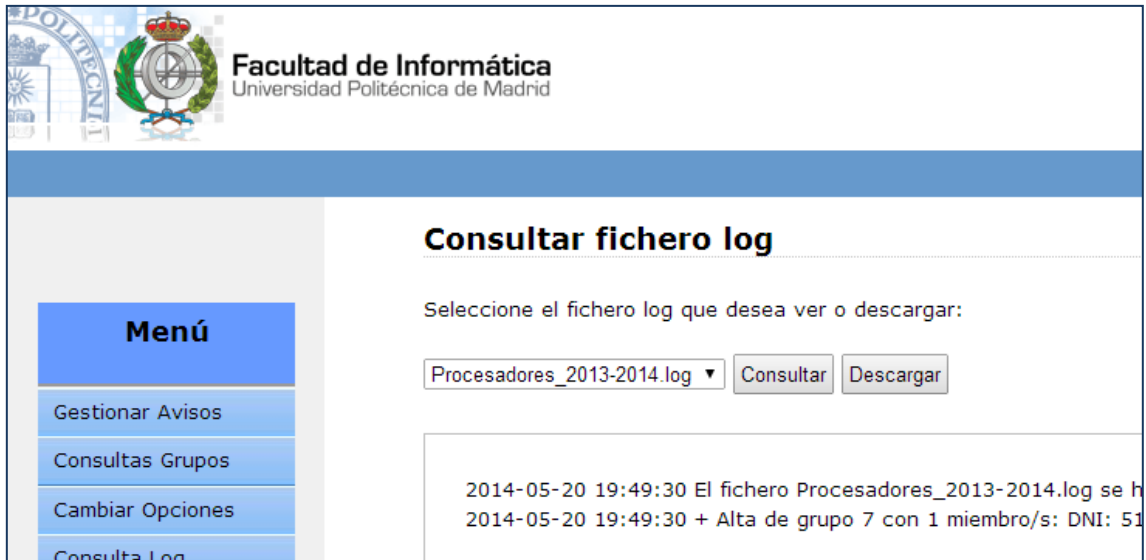 POLITÉCNI
Facultad de Informática
Universidad Politécnica de Madrid
Consultar fichero log
Seleccione el fichero log que desea ver o descargar:
Procesadores_2013-2014.log Consultar Descargar
Menú
Gestionar Avisos
Consultas Grupos
Cambiar Opciones
Consulta Log
2014-05-20 19:49:30 El fichero Procesadores_2013-2014.log se h
2014-05-20 19:49:30 + Alta de grupo 7 con 1 miembro/s: DNI: 51